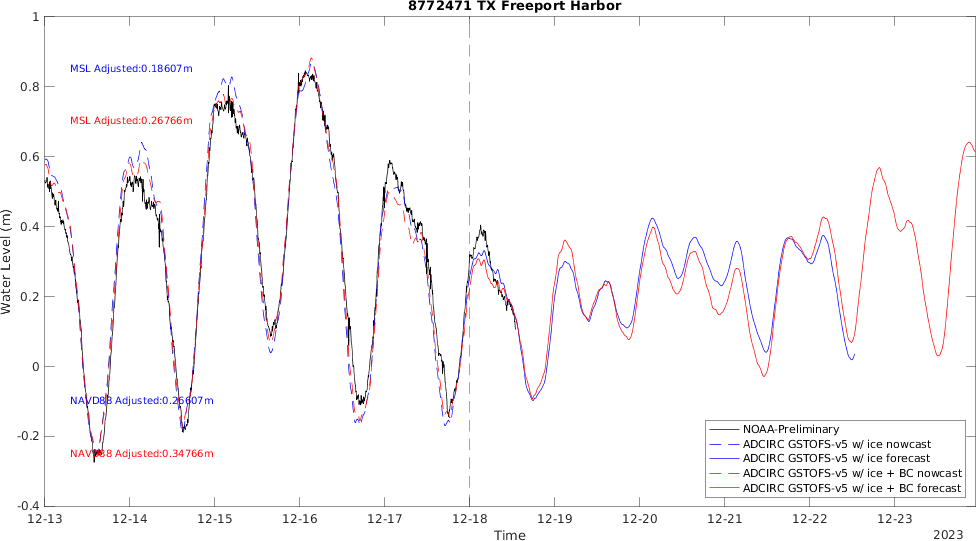 8772471 TX Freeport Harbor
1
0.8
0.6
0.4
0.2
0
-0.2
-0.4
Water Level (m)
MSL Adjusted:0.18607m
MSL Adjusted:0.26766m
NAVD88 Adjusted:0.26607m
NAVD88 Adjusted:0.34766m
NOAA-Preliminary
ADCIRC GSTOFS-v5 w/ ice nowcast
ADCIRC GSTOFS-v5 w/ ice forecast
ADCIRC GSTOFS-v5 w/ ice + BC nowcast
ADCIRC GSTOFS-v5 w/ ice + BC forecast
12-13 12-14 12-15 12-16 12-17 12-18 12-19 12-20 12-21 12-22 12-23
Time
2023